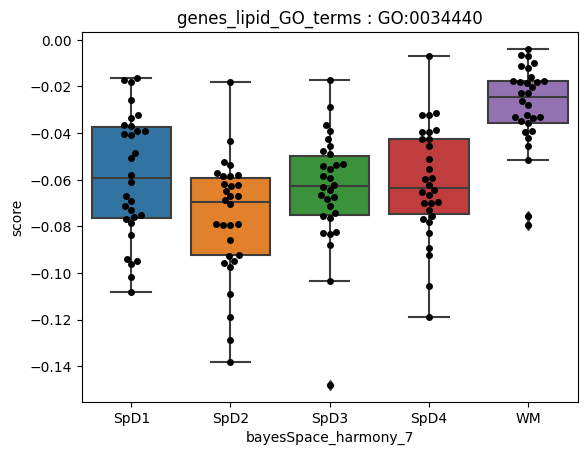 genes_lipid_GO_terms : GO:0034440
0.00
−0.02
−0.04
−0.06
−0.08
−0.10
−0.12
−0.14
score
SpD1 SpD2 SpD3 SpD4 WM
bayesSpace_harmony_7